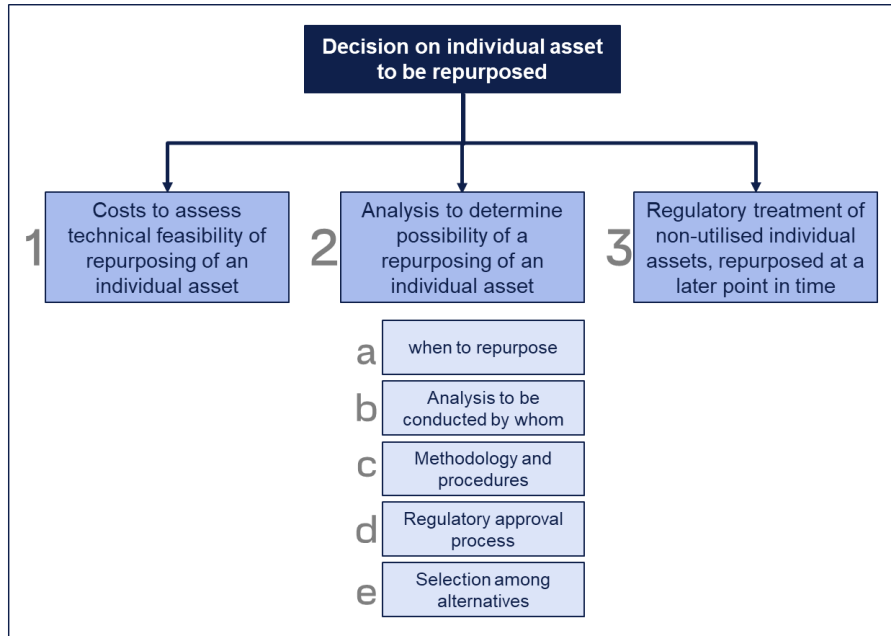 Decision on individual asset
to be repurposed
1
Costs to assess
technical feasibility of
repurposing of an
individual asset
2
Analysis to determine
possibility of a
repurposing of an
individual asset
3
Regulatory treatment of
non-utilised individual
assets, repurposed at a
later point in time
a
when to repurpose
b
Analysis to be
conducted by whom
c
Methodology and
procedures
d
Regulatory approval
process
e
Selection among
alternatives